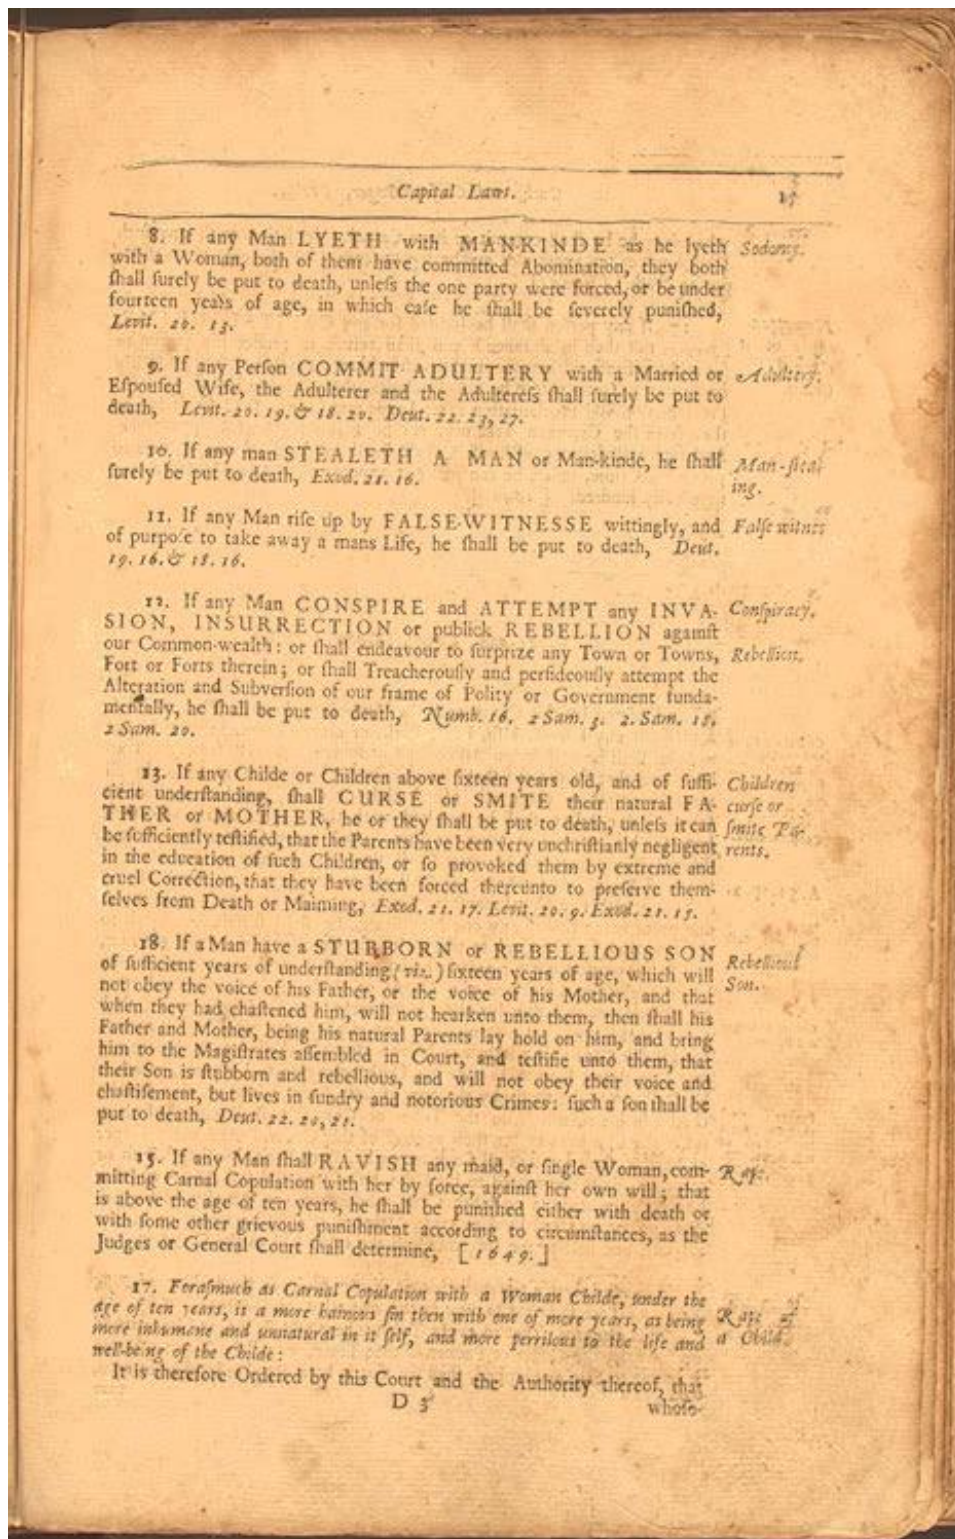 Capital Laws. 15
8. If any Man LYETH with MANKINDE as he lyeth
with a Woman, both of them have committed Abomination, they both
ſhall ſurely be put to death, unleſs the one party were forced, or be under
fourteen years of age, in which caſe he ſhall be ſeverely puniſhed,
Levit. 20. 13.
Sodomy.
9. If any Perſon COMMIT ADULTERY with a Married or
Eſpouſed Wife, the Adulterer and the Adultereſs ſhall ſurely be put to
death, Levit. 20. 19. & 18. 20. Deut. 22. 23, 27.
Adultery.
10. If any man STEALETH A MAN or Man-kinde, he ſhall
ſurely be put to death, Exod. 21. 16.
Man-ſteal
ing.
11. If any Man riſe up by FALSE-WITNESSE wittingly, and
of purpoſe to take away a mans Life, he ſhall be put to death, Deut.
19. 16. & 18. 16.
Falſe witnes
12. If any Man CONSPIRE and ATTEMPT any INVA-
SION, INSURRECTION or publick REBELLION againſt
our Common-wealth: or ſhall endeavour to ſurprize any Town or Towns,
Fort or Forts therein; or ſhall Treacherouſly and perfideouſly attempt the
Alteration and Subverſion of our frame of Polity or Government funda-
mentally, he ſhall be put to death, Numb. 16. 2 Sam. 3. 2. Sam. 18.
2 Sam. 20.
Conſpiracy.
Rebellion.
13. If any Childe or Children above ſixteen years old, and of ſuffi-
cient underſtanding, ſhall CURSE or SMITE their natural FA-
THER or MOTHER, he or they ſhall be put to death, unleſs it can
be ſufficiently teſtified, that the Parents have been very unchriſtianly negligent
in the education of ſuch Children, or ſo provoked them by extreme and
cruel Correction, that they have been forced thereunto to preſerve them-
ſelves from Death or Maiming, Exod. 21. 17. Levit. 20. 9. Exod. 21. 15.
Children
curſe or
ſmite Pa-
rents.
18. If a Man have a STUBBORN or REBELLIOUS SON
of ſufficient years of underſtanding (viz.) ſixteen years of age, which will
not obey the voice of his Father, or the voice of his Mother, and that
when they had chaſtened him, will not hearken unto them, then ſhall his
Father and Mother, being his natural Parents lay hold on him, and bring
him to the Magiſtrates aſſembled in Court, and teſtifie unto them, that
their Son is ſtubborn and rebellious, and will not obey their voice and
chaſtiſement, but lives in ſundry and notorious Crimes: ſuch a ſon ſhall be
put to death, Deut. 22. 20, 21.
Rebellious
Son.
15. If any Man ſhall RAVISH any maid, or ſingle Woman, com-
mitting Carnal Copulation with her by force, againſt her own will; that
is above the age of ten years, he ſhall be puniſhed either with death or
with ſome other grievous puniſhment according to circumſtances, as the
Judges or General Court ſhall determine, [1649.]
Rape.
17. Foraſmuch as Carnal Copulation with a Woman Childe, under the
age of ten years, is a more hainous ſin then with one of more years, as being
more inhumane and unnatural in it ſelf, and more perrilous to the life and
well-being of the Childe:
Rape of
a Child.
It is therefore Ordered by this Court and the Authority thereof, that
D 3 whoſo-